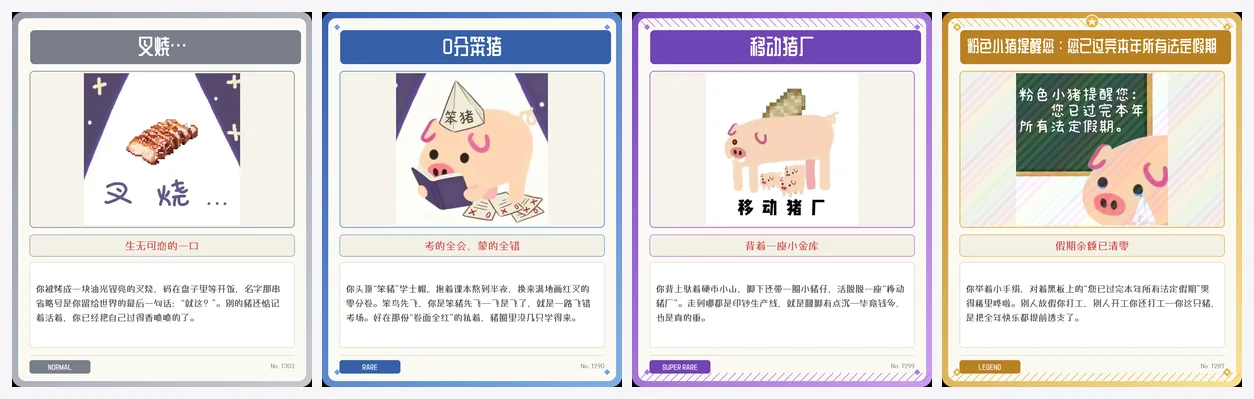 叉烧…
叉 烧 ...
生无可恋的一口
你被烤成一块油光锃亮的叉烧，码在盘子里等开饭，名字那串
省略号是你留给世界的最后一句话：“就这？”。别的猪还惦记
着活着，你已经把自己过得香喷喷的了。
NORMAL
No. 1303
0分笨猪
笨猪
考的全会，蒙的全错
你头顶“笨猪”学士帽，抱着课本熬到半夜，换来满地画红叉的
零分卷。笨鸟先飞，你是笨猪先飞—飞是飞了，就是一路飞错
考场。好在那份“卷面全红”的执着，猪圈里没几只学得来。
RARE
No. 1290
移动猪厂
移动猪厂
背着一座小金库
你背上驮着硬币小山，脚下还带一圈小猪仔，活脱脱一座“移动
猪厂”。走到哪都是印钞生产线，就是腿脚有点沉—毕竟钱多，
也是真的重。
SUPER RARE
No. 1299
粉色小猪提醒您：您已过完本年所有法定假期
粉色小猪提醒您：
您已过完本年
所有法定假期。
假期余额已清零
你举着小手绢，对着黑板上的“您已过完本年所有法定假期”哭
得稀里哗啦。别人放假你打工，别人开工你还打工—你这只猪，
是把全年快乐都提前透支了。
LEGEND
No. 1287